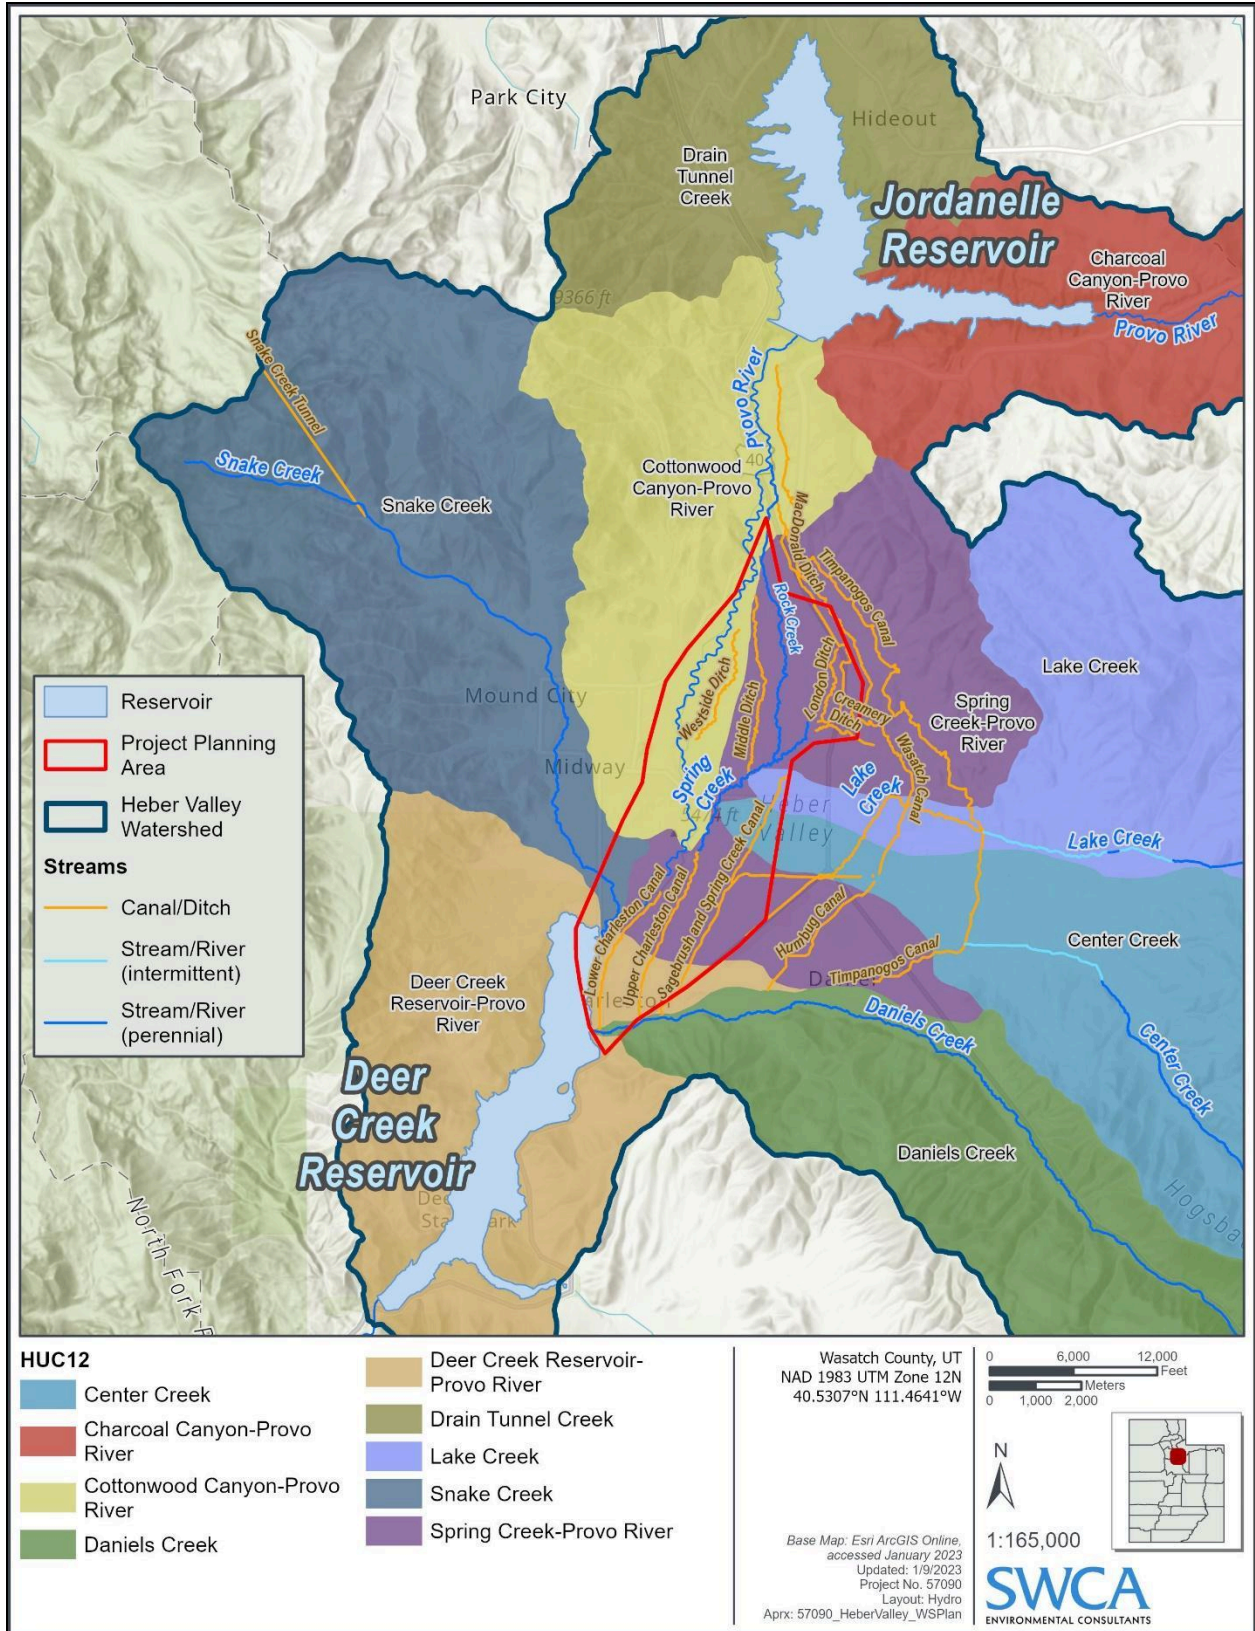 Park City
Hideout
Drain
Tunnel
Creek
Jordanelle
Reservoir
Charcoal
Canyon-Provo
River
Provo River
9366 ft
Snake Creek Tunnel
Provo River
Snake Creek
Snake Creek
40
Cottonwood
Canyon-Provo
River
MacDonald Ditch
Timpanogos Canal
Rock Creek
Lake Creek
London Ditch
Mound City
Westside Ditch
Middle Ditch
Creamery
Ditch
Spring
Creek-Provo
River
Midway
Spring
Creek
Wasatch Canal
Lake
Creek
Heber
Valley
5474 ft
Lake Creek
Lower Charleston Canal
Upper Charleston Canal
Sagebrush and Spring Creek Canal
Humbug Canal
Center Creek
Timpanogos Canal
Deer Creek
Reservoir-Provo
River
Daniels Creek
Center Creek
Deer
Creek
Reservoir
Daniels Creek
North Fork
Reservoir
Project Planning
Area
Heber Valley
Watershed
Streams
Canal/Ditch
Stream/River
(intermittent)
Stream/River
(perennial)
HUC12
Center Creek
Charcoal Canyon-Provo
River
Cottonwood Canyon-Provo
River
Daniels Creek
Deer Creek Reservoir-
Provo River
Drain Tunnel Creek
Lake Creek
Snake Creek
Spring Creek-Provo River
Wasatch County, UT
NAD 1983 UTM Zone 12N
40.5307°N 111.4641°W
Base Map: Esri ArcGIS Online,
accessed January 2023
Updated: 1/9/2023
Project No. 57090
Layout: Hydro
Aprx: 57090_HeberValley_WSPlan
0 6,000 12,000
Feet
Meters
0 1,000 2,000
N
1:165,000
SWCA
ENVIRONMENTAL CONSULTANTS